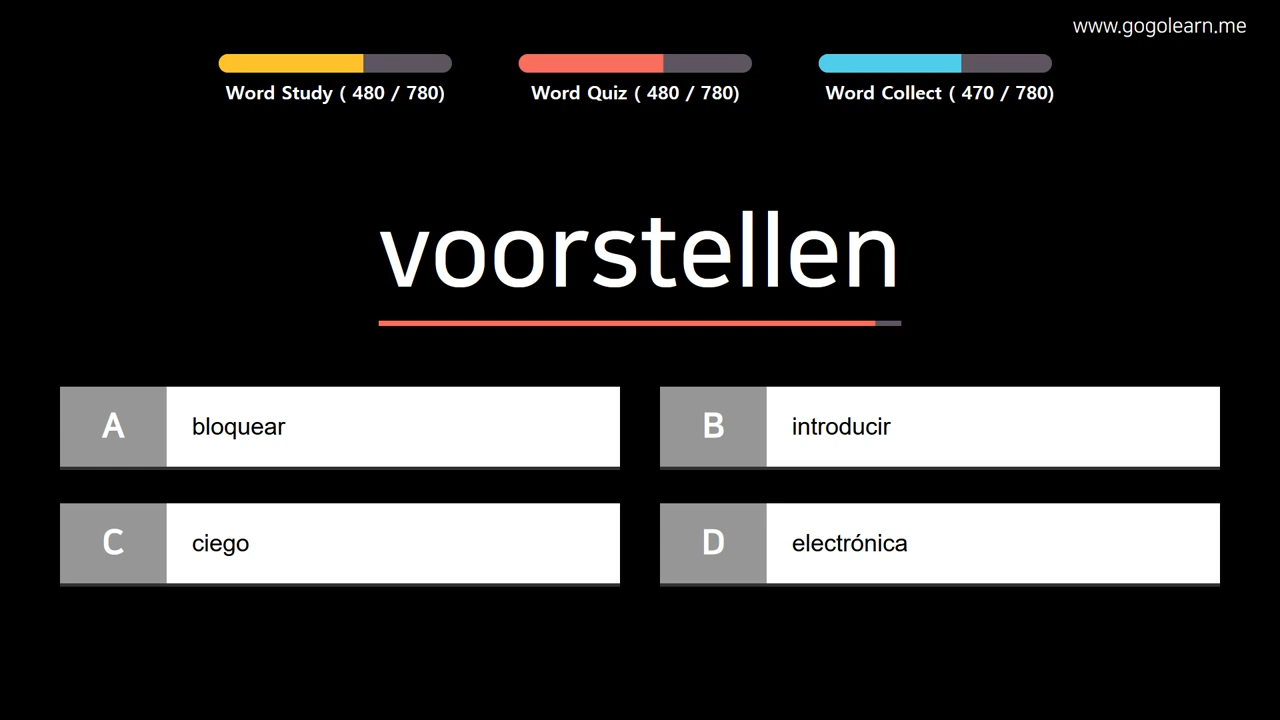 www.gogolearn.me
Word Study ( 480 / 780)
Word Quiz ( 480 / 780)
Word Collect ( 470 / 780)
voorstellen
A bloquear
B introducir
C ciego
D electrónica